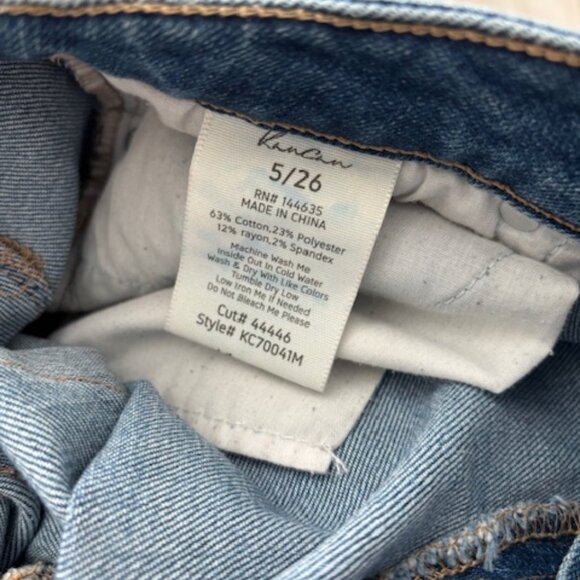 Kancan
5/26
RN# 144635
MADE IN CHINA
63% Cotton,23% Polyester
12% rayon,2% Spandex
Machine Wash Me
Inside Out In Cold Water
Wash & Dry With Like Colors
Tumble Dry Low
Low Iron Me If Needed
Do Not Bleach Me Please
Cut# 44446
Style# KC70041M